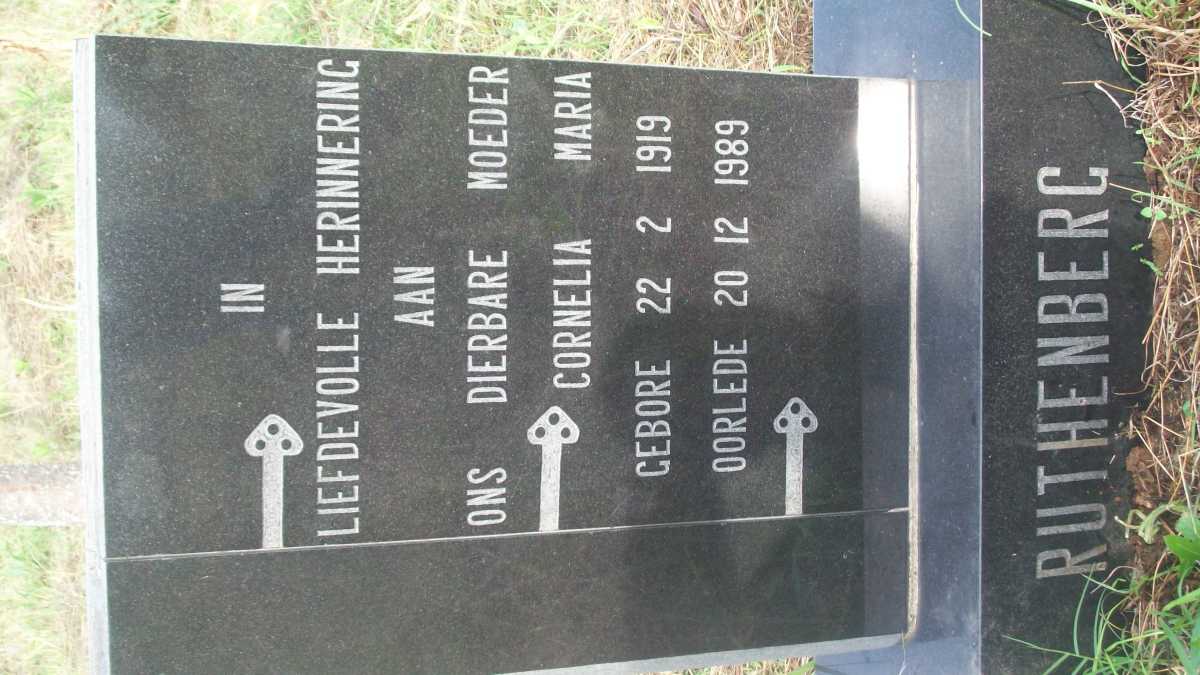 IN
LIEFDEVOLLE HERINNERING
AAN
ONS DIERBARE MOEDER
CORNELIA MARIA
GEBORE 22 2 1919
OORLEDE 20 12 1989
RUTHENBERG